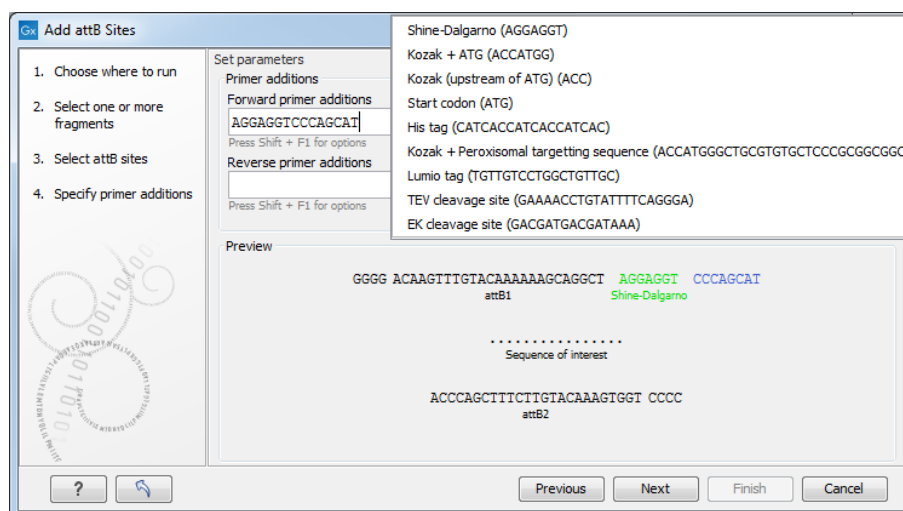 Gx Add attB Sites
1. Choose where to run
2. Select one or more
fragments
3. Select attB sites
4. Specify primer additions
Set parameters
Primer additions
Forward primer additions
AGGAGGTCCCAGCAT
Press Shift + F1 for options
Reverse primer additions
Press Shift + F1 for options
Shine-Dalgarno (AGGAGGT)
Kozak + ATG (ACCATGG)
Kozak (upstream of ATG) (ACC)
Start codon (ATG)
His tag (CATCACCATCACCATCAC)
Kozak + Peroxisomal targetting sequence (ACCATGGGCTGCGTGTGCTCCCGCGGCGGC
Lumio tag (TGTTGTCCTGGCTGTTGC)
TEV cleavage site (GAAAACCTGTATTTTCAGGGA)
EK cleavage site (GACGATGACGATAAA)
Preview
GGGG ACAAGTTTGTACAAAAAAGCAGGCT AGGAGGT CCCAGCAT
attB1 Shine-Dalgarno
................
Sequence of interest
ACCCAGCTTTCTTGTACAAAGTGGT CCCC
attB2
? Previous Next Finish Cancel